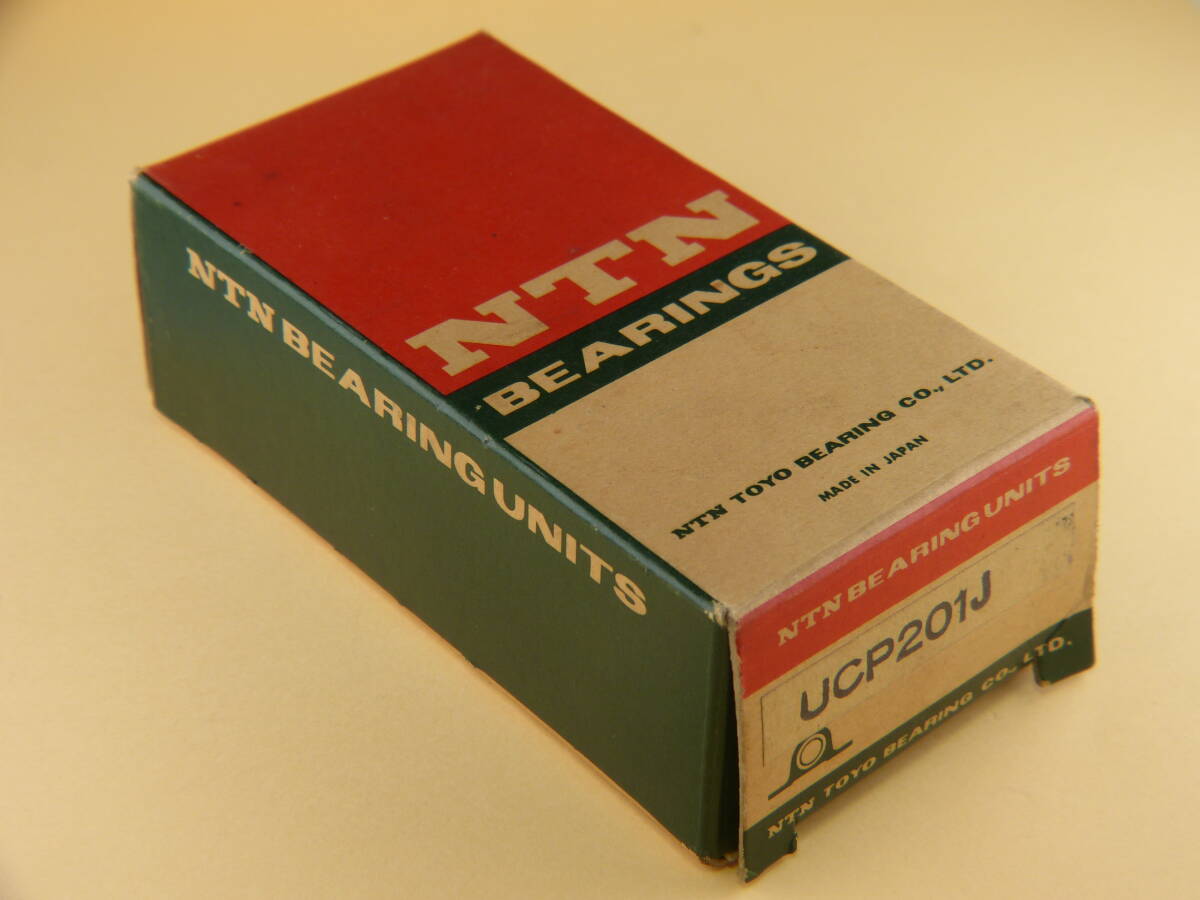 NTN
BEARINGS
NTN TOYO BEARING CO., LTD.
MADE IN JAPAN
NTN BEARING UNITS
NTN BEARING UNITS
UCP201J
NTN TOYO BEARING CO., LTD.